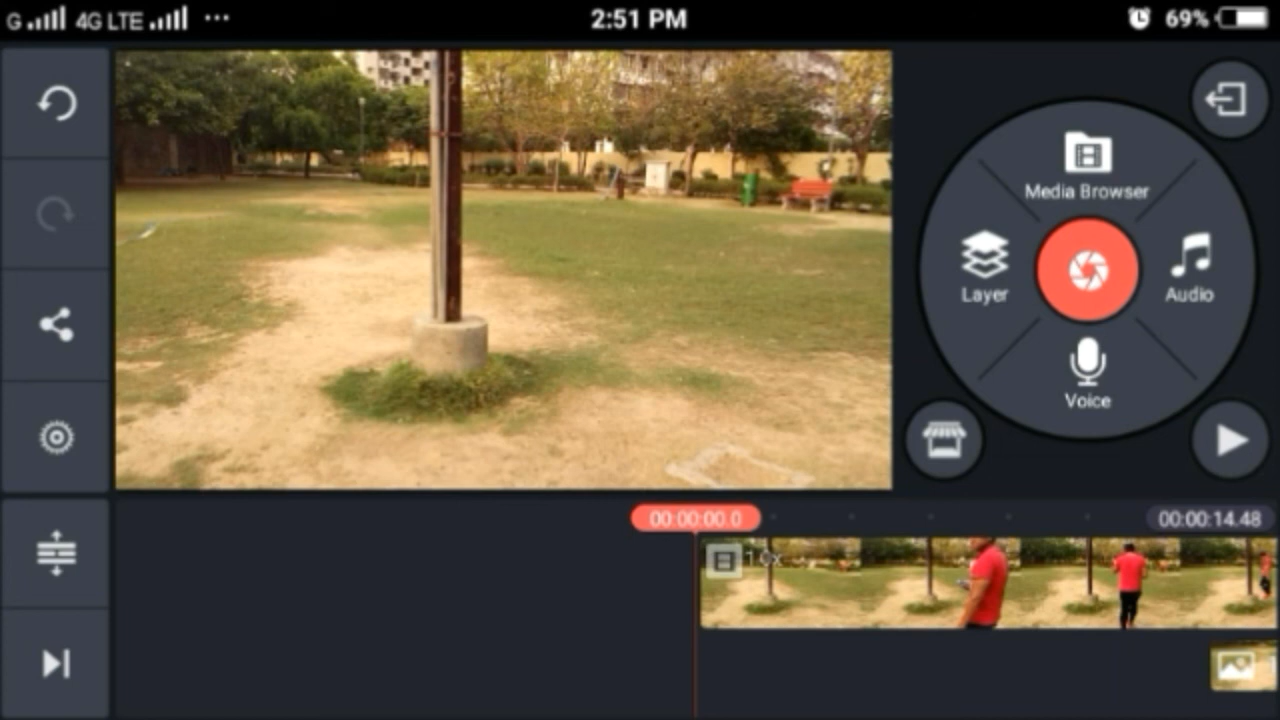 G 4G LTE ... 2:51 PM 69%
Media Browser
Layer
Audio
Voice
00:00:00.0
00:00:14.48